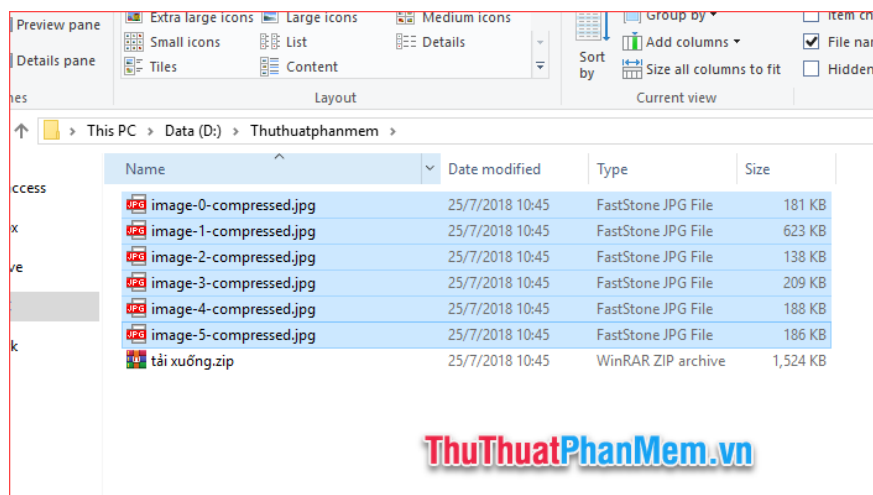 Preview pane
Extra large icons
Large icons
Medium icons
Group by
Item
Small icons
List
Details
Add columns
File
Details pane
Tiles
Content
Sort by
Size all columns to fit
Hidden
Layout
Current view
This PC > Data (D:) > Thuthuatphanmem >
Name Date modified Type Size
image-0-compressed.jpg 25/7/2018 10:45 FastStone JPG File 181 KB
image-1-compressed.jpg 25/7/2018 10:45 FastStone JPG File 623 KB
image-2-compressed.jpg 25/7/2018 10:45 FastStone JPG File 138 KB
image-3-compressed.jpg 25/7/2018 10:45 FastStone JPG File 209 KB
image-4-compressed.jpg 25/7/2018 10:45 FastStone JPG File 188 KB
image-5-compressed.jpg 25/7/2018 10:45 FastStone JPG File 186 KB
tải xuống.zip 25/7/2018 10:45 WinRAR ZIP archive 1,524 KB
ThuThuatPhanMem.vn